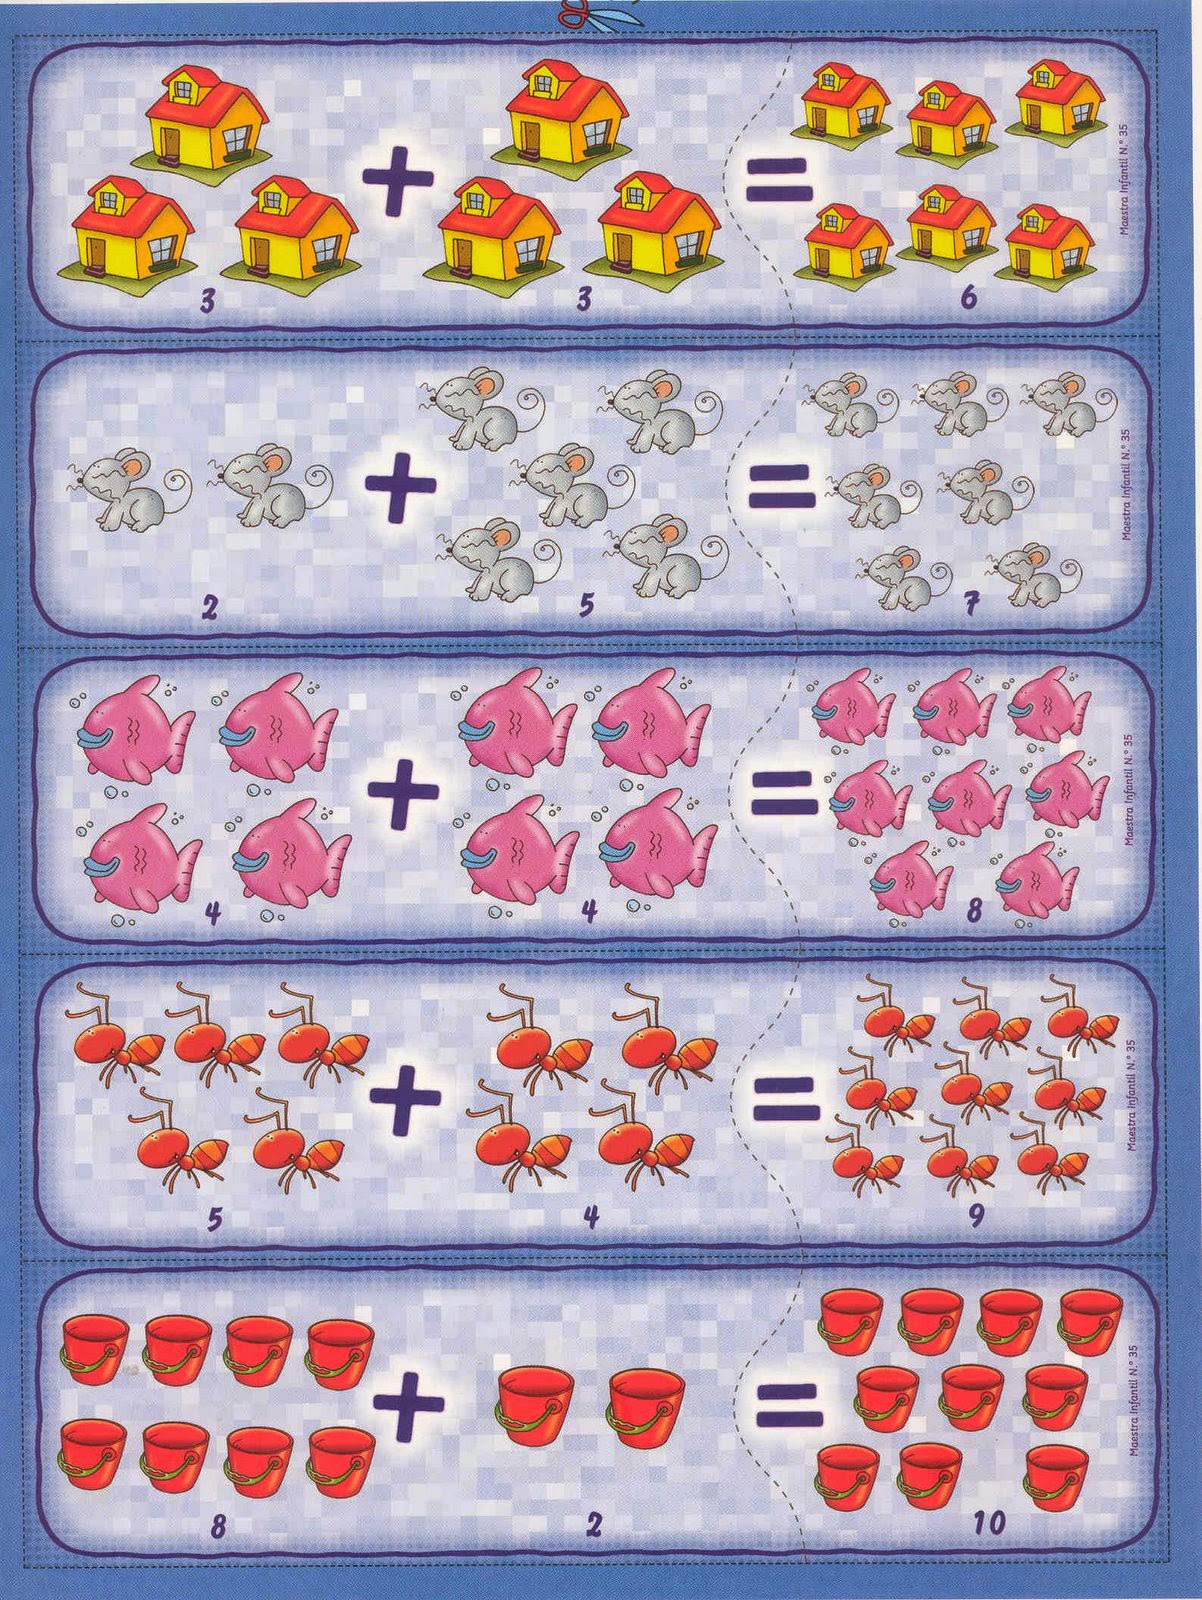 3 + 3 = 6
Maestra Infantil N.° 35
2 + 5 = 7
Maestra Infantil N.° 35
4 + 4 = 8
Maestra Infantil N.° 35
5 + 4 = 9
Maestra Infantil N.° 35
8 + 2 = 10
Maestra Infantil N.° 35